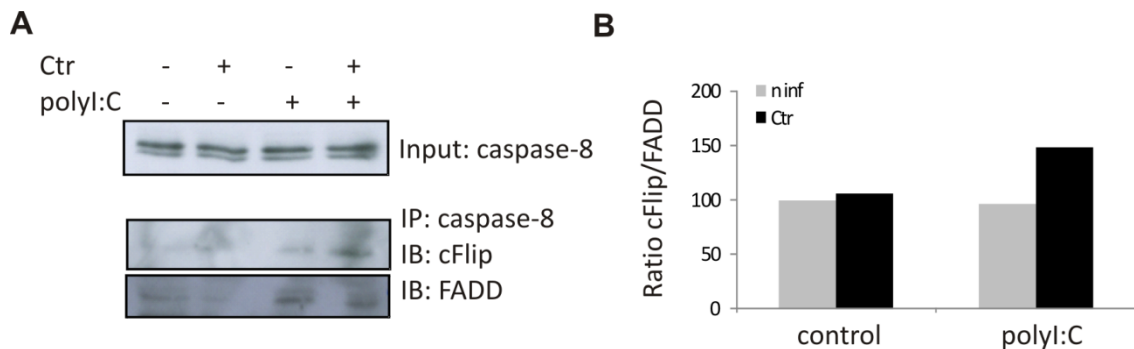 A
Ctr - + - +
polyI:C - - + +
Input: caspase-8
IP: caspase-8
IB: cFlip
IB: FADD
B
Ratio cFlip/FADD
200
150
100
50
0
n inf
Ctr
control polyI:C